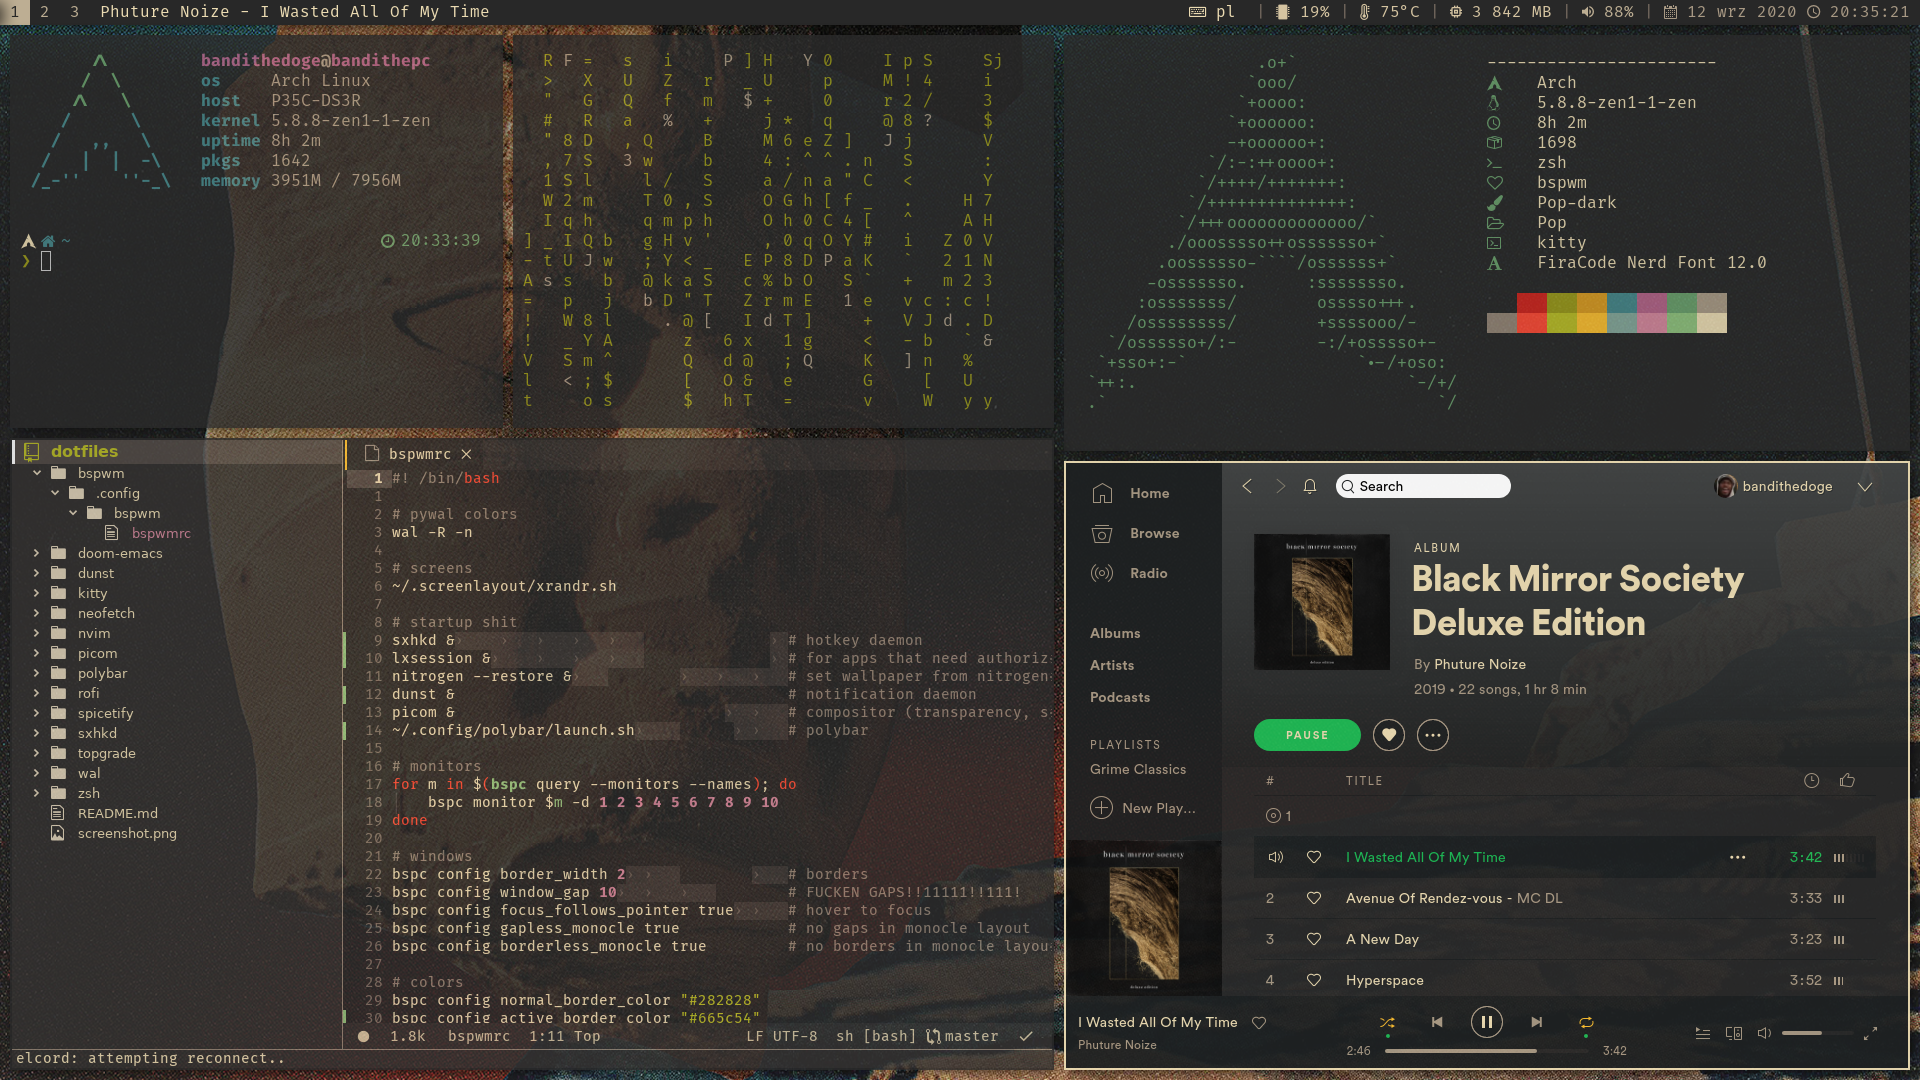 1 2 3 Phuture Noize - I Wasted All Of My Time
pl | 19% | 75°C | 3 842 MB | 88% | 12 wrz 2020 20:35:21
bandithedoge@bandithepc
os Arch Linux
host P35C-DS3R
kernel 5.8.8-zen1-1-zen
uptime 8h 2m
pkgs 1642
memory 3951M / 7956M
~ 20:33:39
❯
----------------------
Arch
5.8.8-zen1-1-zen
8h 2m
1698
zsh
bspwm
Pop-dark
Pop
kitty
FiraCode Nerd Font 12.0
dotfiles
bspwm
.config
bspwm
bspwmrc
doom-emacs
dunst
kitty
neofetch
nvim
picom
polybar
rofi
spicetify
sxhkd
topgrade
wal
zsh
README.md
screenshot.png
bspwmrc ×
1 #! /bin/bash
1
2 # pywal colors
3 wal -R -n
4
5 # screens
6 ~/.screenlayout/xrandr.sh
7
8 # startup shit
9 sxhkd & # hotkey daemon
10 lxsession & # for apps that need authoriz
11 nitrogen --restore & # set wallpaper from nitrogen
12 dunst & # notification daemon
13 picom & # compositor (transparency, s
14 ~/.config/polybar/launch.sh # polybar
15
16 # monitors
17 for m in $(bspc query --monitors --names); do
18 bspc monitor $m -d 1 2 3 4 5 6 7 8 9 10
19 done
20
21 # windows
22 bspc config border_width 2 # borders
23 bspc config window_gap 10 # FUCKEN GAPS!!11111!!111!
24 bspc config focus_follows_pointer true # hover to focus
25 bspc config gapless_monocle true # no gaps in monocle layout
26 bspc config borderless_monocle true # no borders in monocle layou
27
28 # colors
29 bspc config normal_border_color "#282828"
30 bspc config active_border_color "#665c54"
1.8k bspwmrc 1:11 Top LF UTF-8 sh [bash] master
elcord: attempting reconnect..
Home
Browse
Radio
Albums
Artists
Podcasts
PLAYLISTS
Grime Classics
New Play...
Search
bandithedoge
black mirror society
deluxe edition
ALBUM
Black Mirror Society
Deluxe Edition
By Phuture Noize
2019 • 22 songs, 1 hr 8 min
PAUSE
# TITLE
1
I Wasted All Of My Time 3:42
2 Avenue Of Rendez-vous - MC DL 3:33
3 A New Day 3:23
4 Hyperspace 3:52
black mirror society
deluxe edition
I Wasted All Of My Time
Phuture Noize
2:46 3:42